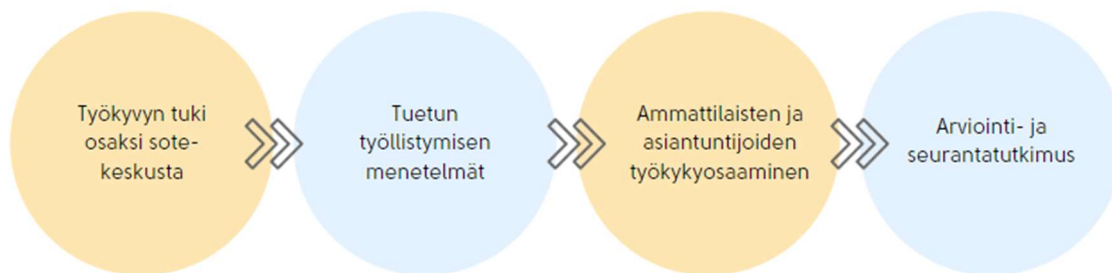 Työkyvyn tuki
osaksi sote-
keskusta
Tuetun
työllistymisen
menetelmät
Ammattilaisten ja
asiantuntijoiden
työkykyosaaminen
Arviointi- ja
seurantatutkimus